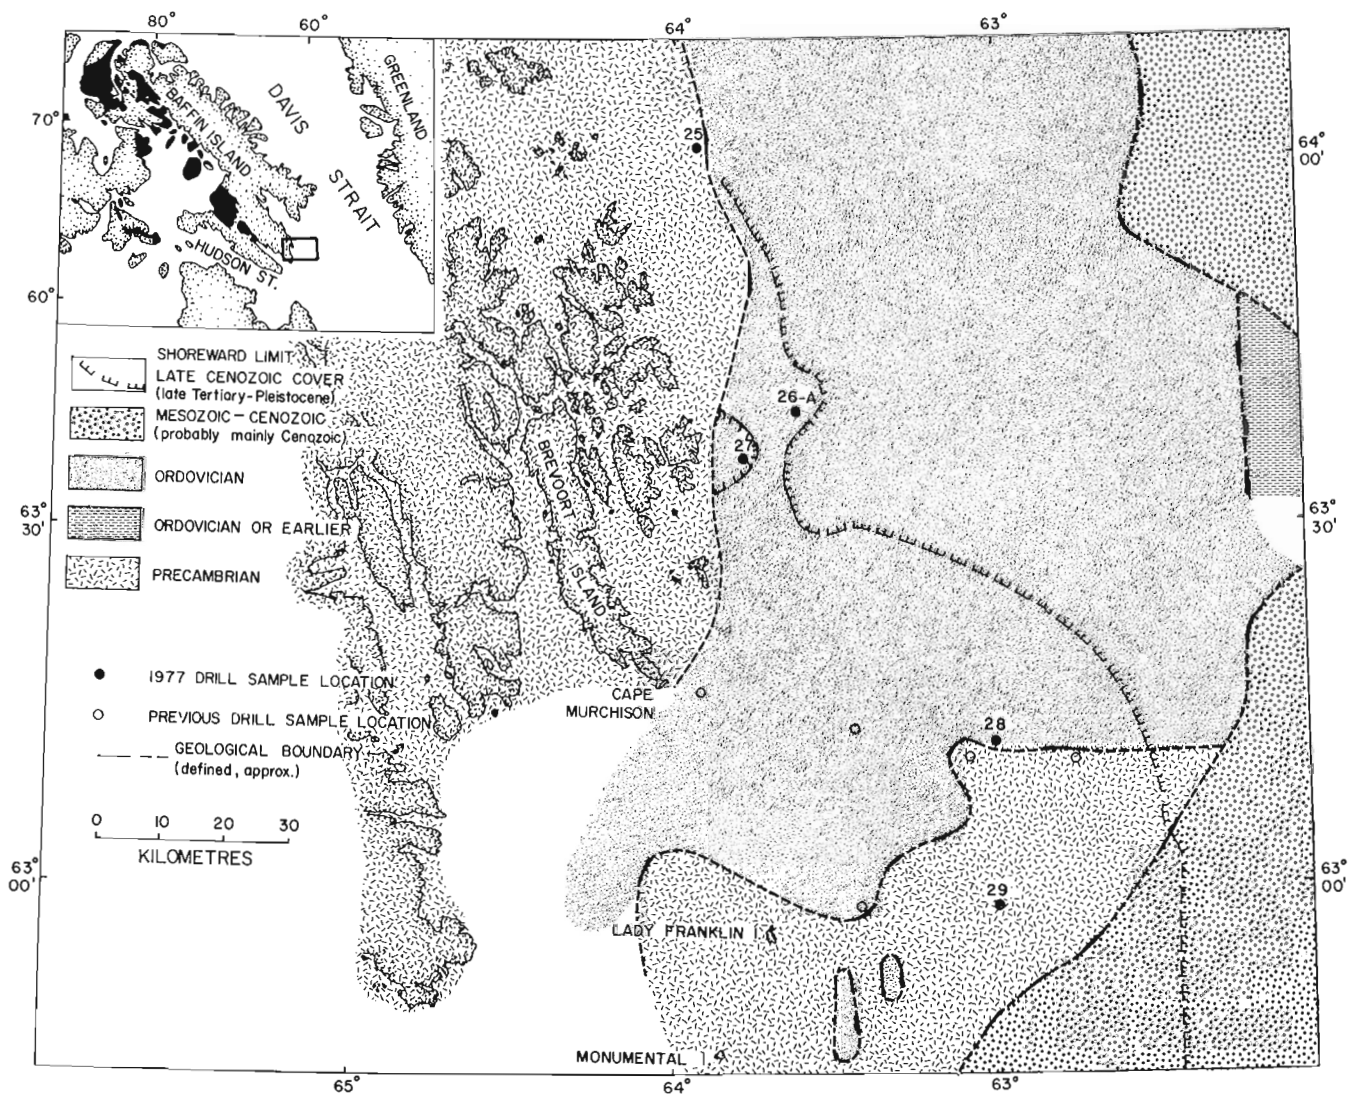 80°
60°
64°
63°
70°
60°
BAFFIN ISLAND
DAVIS
STRAIT
GREENLAND
HUDSON ST.
25
64°
00'
SHOREWARD LIMIT
LATE CENOZOIC COVER
(late Tertiary-Pleistocene)
MESOZOIC-CENOZOIC
(probably mainly Cenozoic)
ORDOVICIAN
ORDOVICIAN OR EARLIER
PRECAMBRIAN
26-A
BREVOORT
ISLAND
63°
30'
63°
30'
1977 DRILL SAMPLE LOCATION
PREVIOUS DRILL SAMPLE LOCATION
GEOLOGICAL BOUNDARY
(defined, approx.)
CAPE
MURCHISON
28
0 10 20 30
KILOMETRES
63°
00'
63°
00'
29
LADY FRANKLIN I.
MONUMENTAL I.
65°
64°
63°